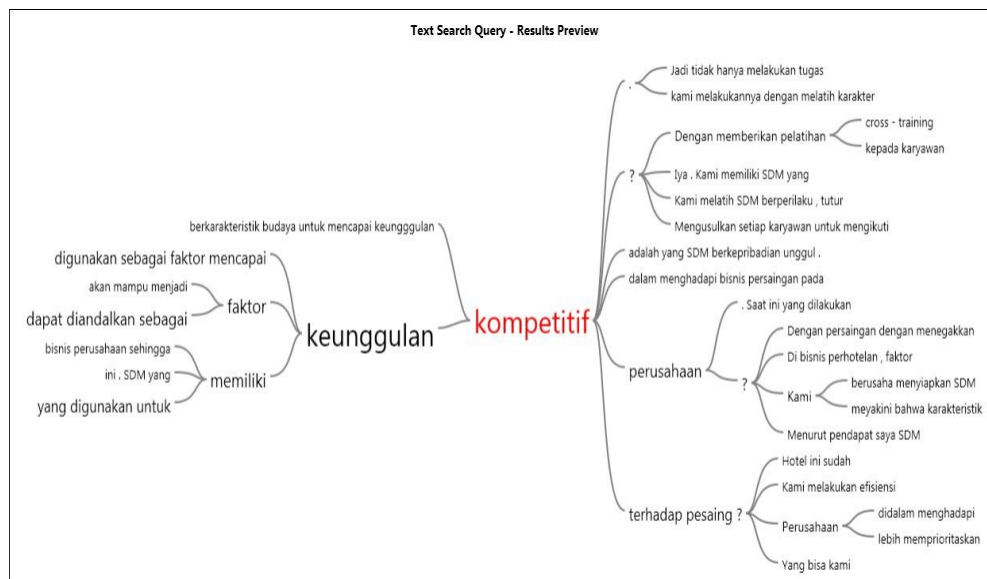 Text Search Query - Results Preview
berkarakteristik budaya untuk mencapai keungggulan
digunakan sebagai faktor mencapai
akan mampu menjadi
dapat diandalkan sebagai
faktor
bisnis perusahaan sehingga
ini . SDM yang
yang digunakan untuk
memiliki
keunggulan
kompetitif
.
Jadi tidak hanya melakukan tugas
kami melakukannya dengan melatih karakter
?
Dengan memberikan pelatihan
cross - training
kepada karyawan
Iya . Kami memiliki SDM yang
Kami melatih SDM berperilaku , tutur
Mengusulkan setiap karyawan untuk mengikuti
adalah yang SDM berkepribadian unggul .
dalam menghadapi bisnis persaingan pada
perusahaan
. Saat ini yang dilakukan
?
Dengan persaingan dengan menegakkan
Di bisnis perhotelan , faktor
Kami
berusaha menyiapkan SDM
meyakini bahwa karakteristik
Menurut pendapat saya SDM
terhadap pesaing ?
Hotel ini sudah
Kami melakukan efisiensi
Perusahaan
didalam menghadapi
lebih memprioritaskan
Yang bisa kami